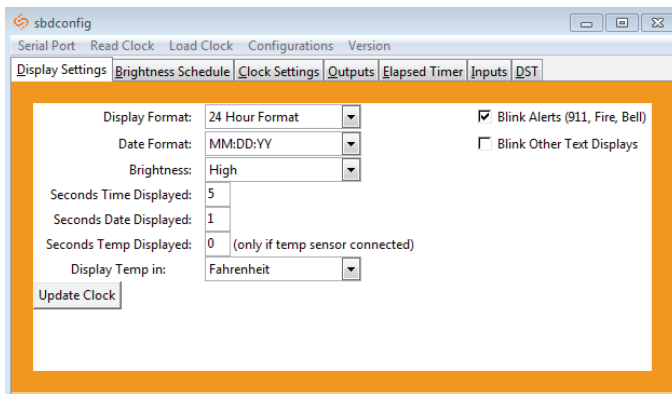 sbdconfig
Serial Port Read Clock Load Clock Configurations Version
Display Settings Brightness Schedule Clock Settings Outputs Elapsed Timer Inputs DST
Display Format: 24 Hour Format Blink Alerts (911, Fire, Bell)
Date Format: MM:DD:YY Blink Other Text Displays
Brightness: High
Seconds Time Displayed: 5
Seconds Date Displayed: 1
Seconds Temp Displayed: 0 (only if temp sensor connected)
Display Temp in: Fahrenheit
Update Clock